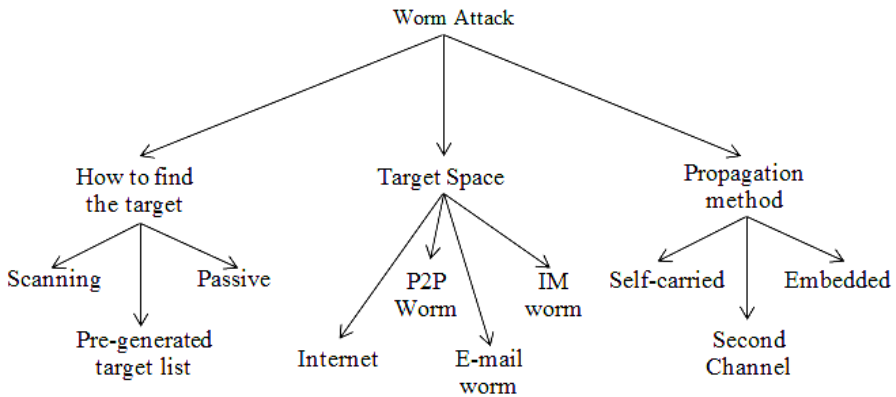 Worm Attack
How to find
the target
Target Space
Propagation
method
Scanning
Passive
P2P
Worm
IM
worm
Self-carried
Embedded
Pre-generated
target list
Internet
E-mail
worm
Second
Channel